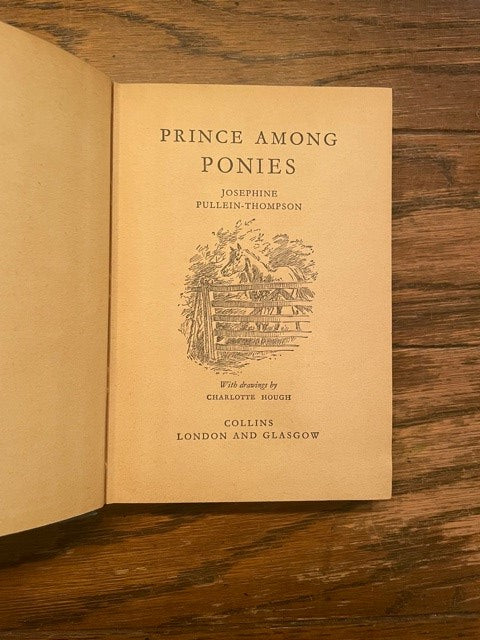 PRINCE AMONG
PONIES
JOSEPHINE
PULLEIN-THOMPSON
With drawings by
CHARLOTTE HOUGH
COLLINS
LONDON AND GLASGOW